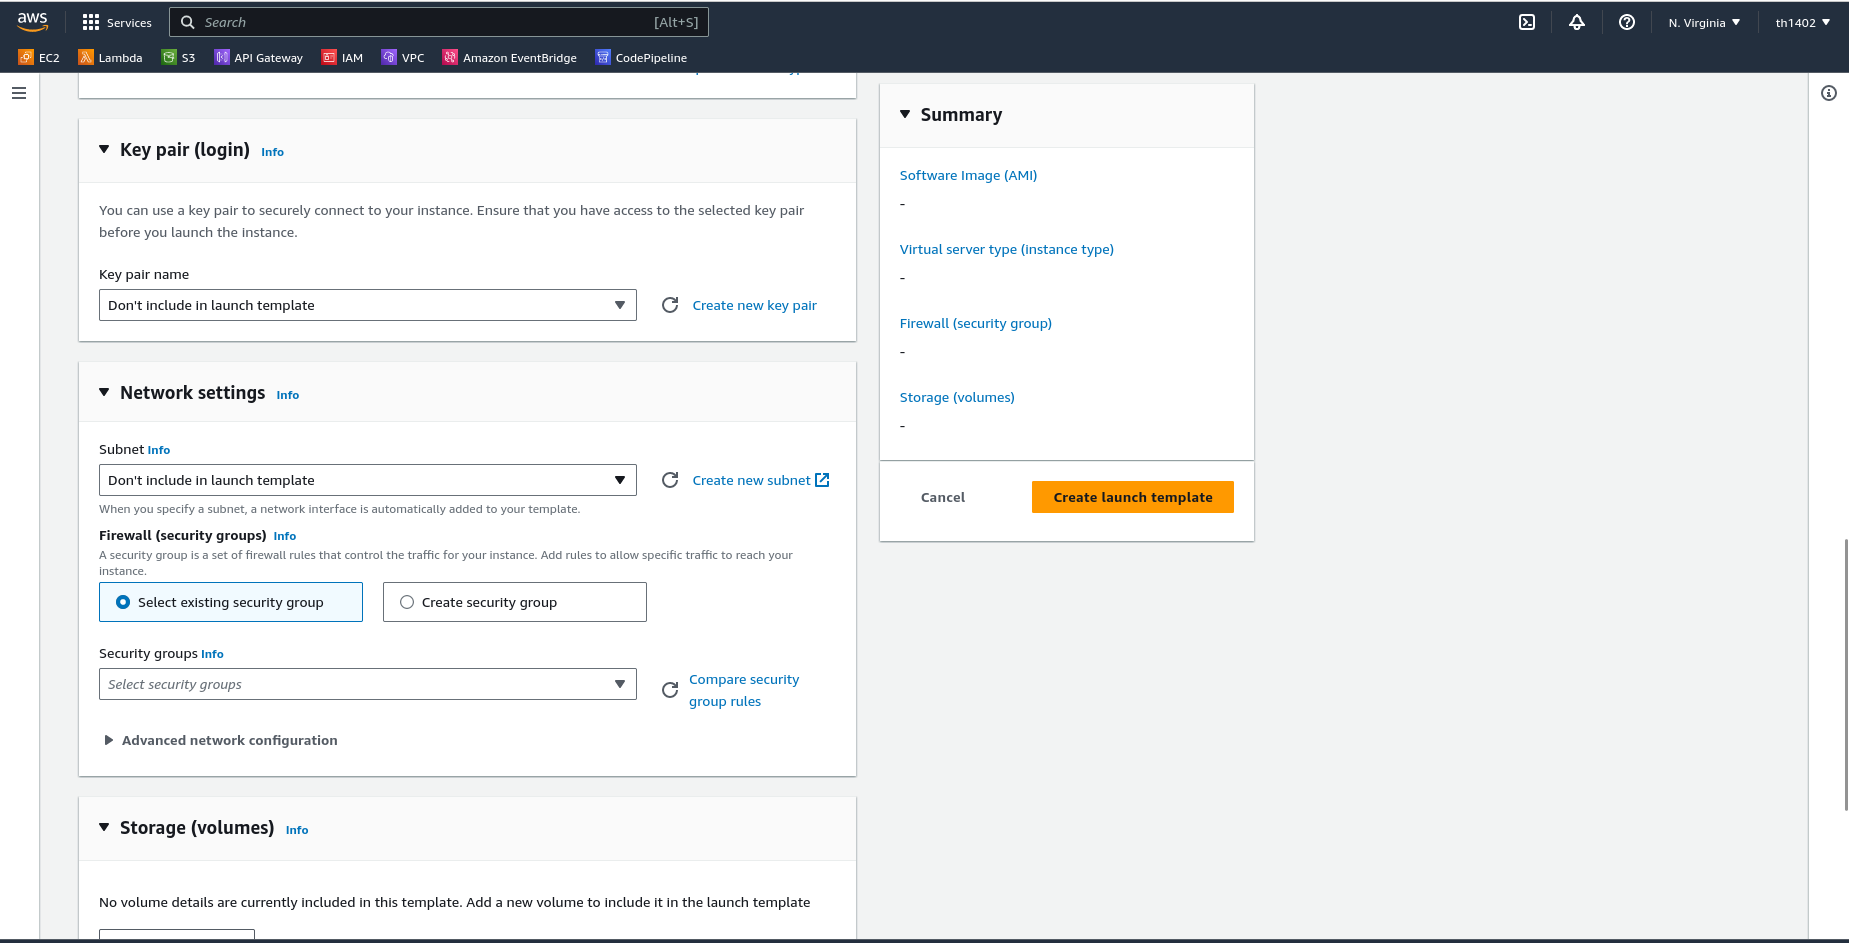 aws
Services
Search
[Alt+S]
N. Virginia
th1402
EC2
Lambda
S3
API Gateway
IAM
VPC
Amazon EventBridge
CodePipeline
Key pair (login) Info
You can use a key pair to securely connect to your instance. Ensure that you have access to the selected key pair
before you launch the instance.
Key pair name
Don't include in launch template
Create new key pair
Network settings Info
Subnet Info
Don't include in launch template
Create new subnet
When you specify a subnet, a network interface is automatically added to your template.
Firewall (security groups) Info
A security group is a set of firewall rules that control the traffic for your instance. Add rules to allow specific traffic to reach your
instance.
Select existing security group
Create security group
Security groups Info
Select security groups
Compare security
group rules
Advanced network configuration
Storage (volumes) Info
No volume details are currently included in this template. Add a new volume to include it in the launch template
Summary
Software Image (AMI)
-
Virtual server type (instance type)
-
Firewall (security group)
-
Storage (volumes)
-
Cancel
Create launch template